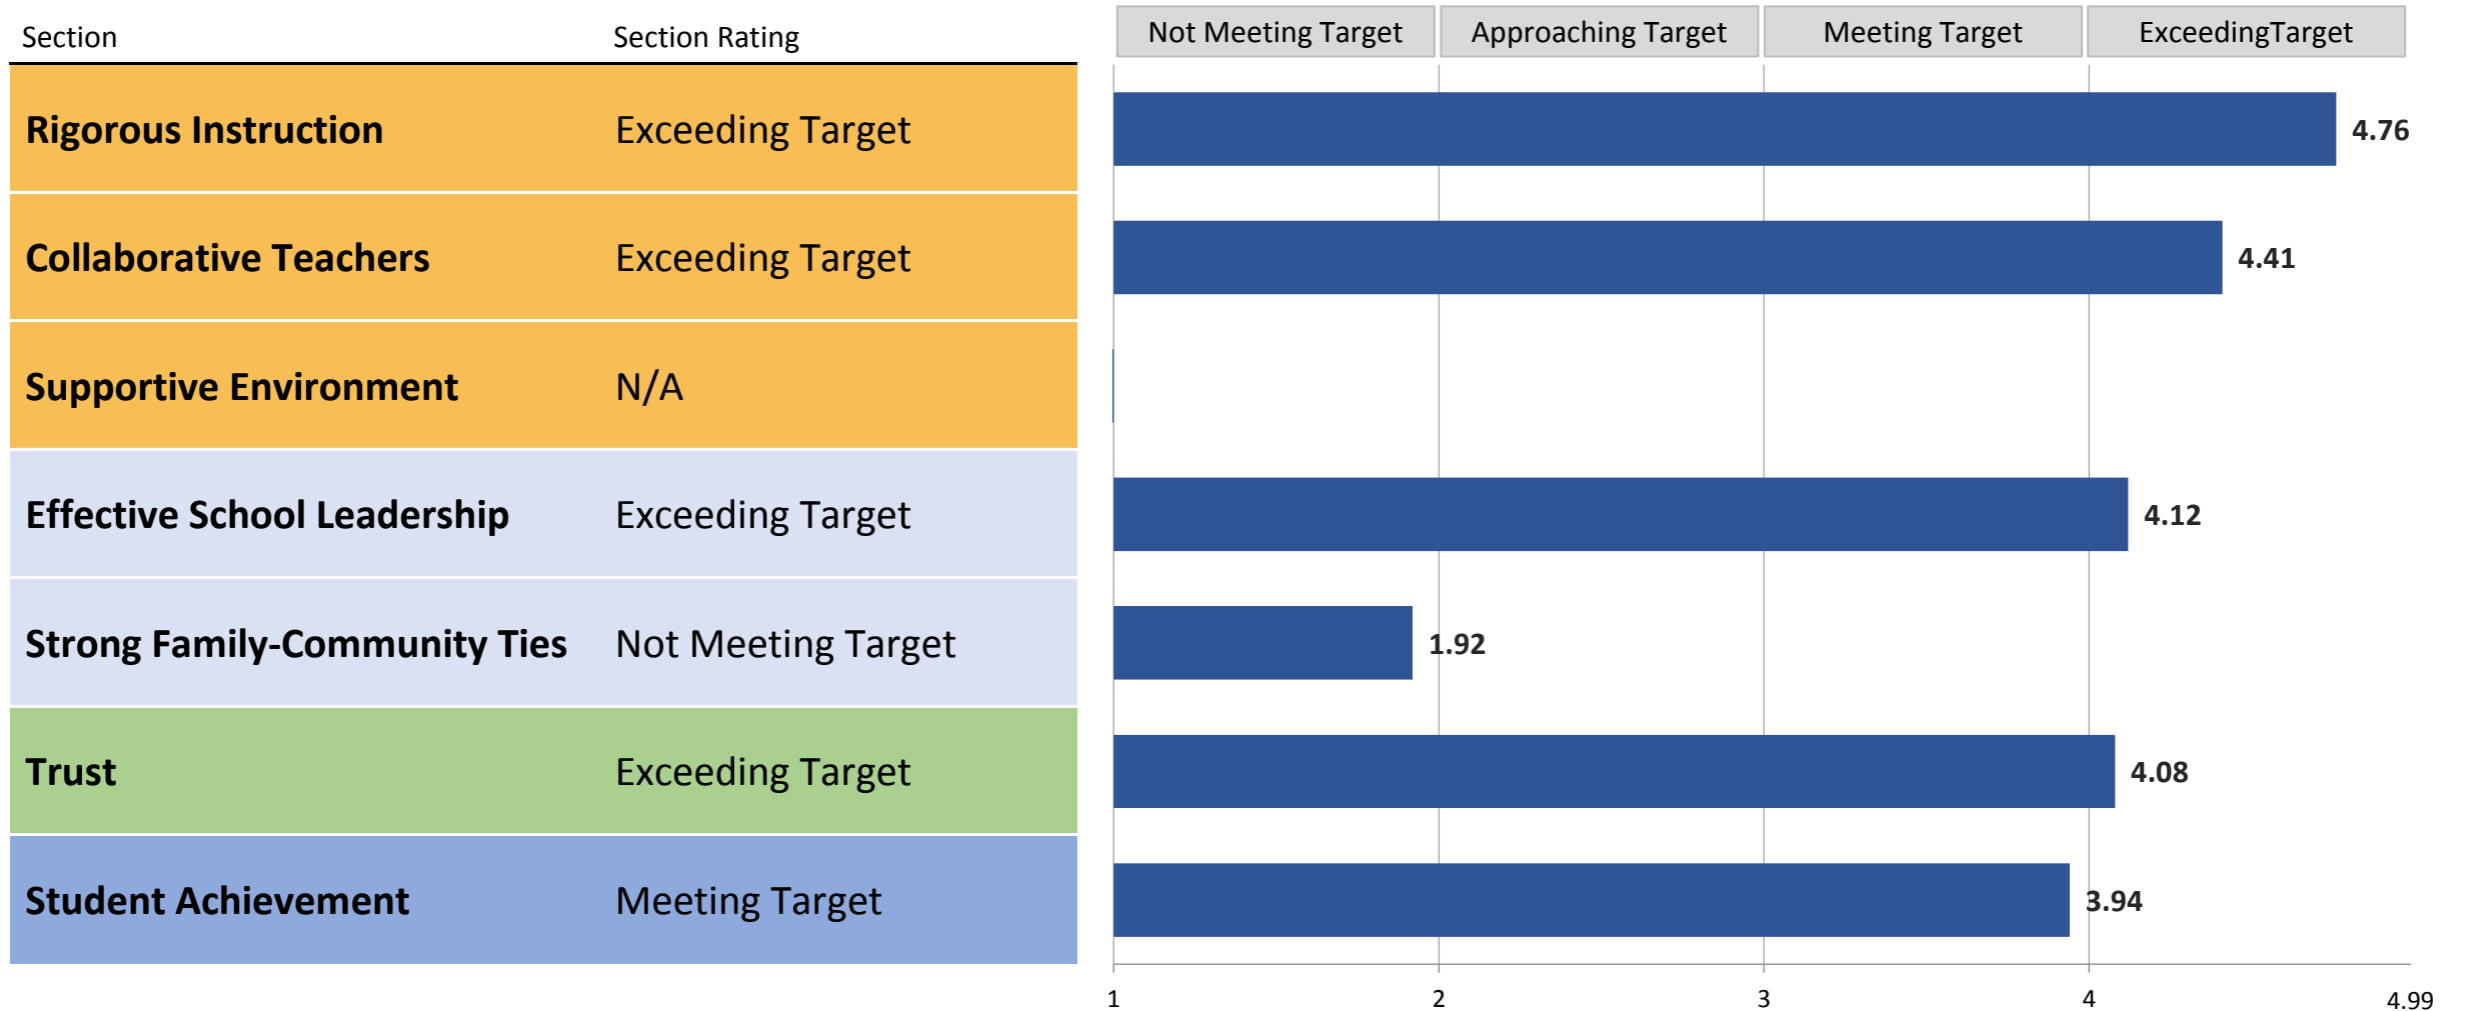 Section Section Rating Not Meeting Target Approaching Target Meeting Target ExceedingTarget
Rigorous Instruction Exceeding Target 4.76
Collaborative Teachers Exceeding Target 4.41
Supportive Environment N/A
Effective School Leadership Exceeding Target 4.12
Strong Family-Community Ties Not Meeting Target 1.92
Trust Exceeding Target 4.08
Student Achievement Meeting Target 3.94
1 2 3 4 4.99